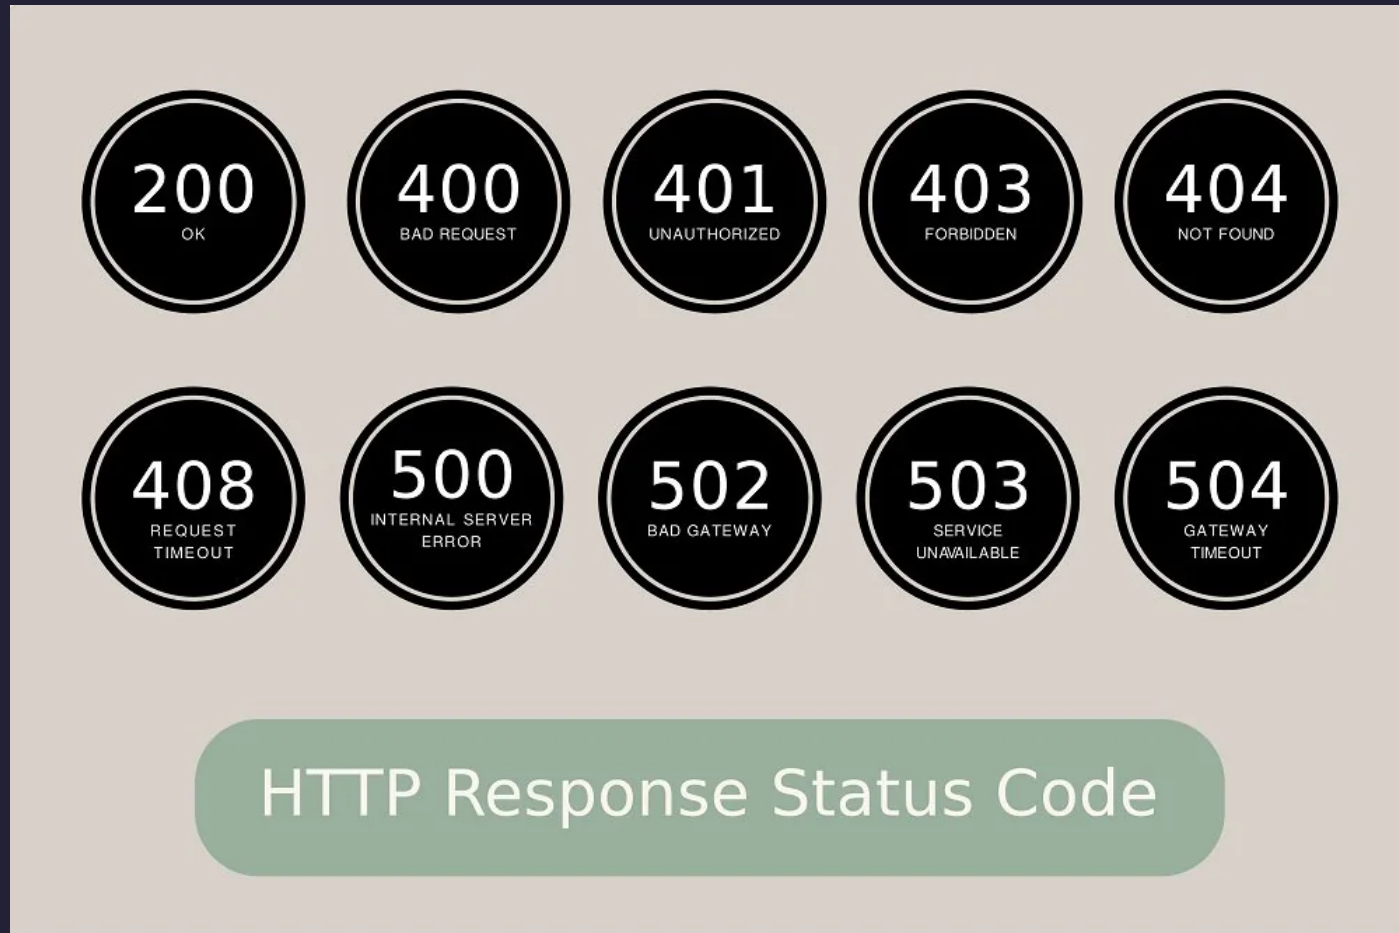 200
OK
400
BAD REQUEST
401
UNAUTHORIZED
403
FORBIDDEN
404
NOT FOUND
408
REQUEST
TIMEOUT
500
INTERNAL SERVER
ERROR
502
BAD GATEWAY
503
SERVICE
UNAVAILABLE
504
GATEWAY
TIMEOUT
HTTP Response Status Code